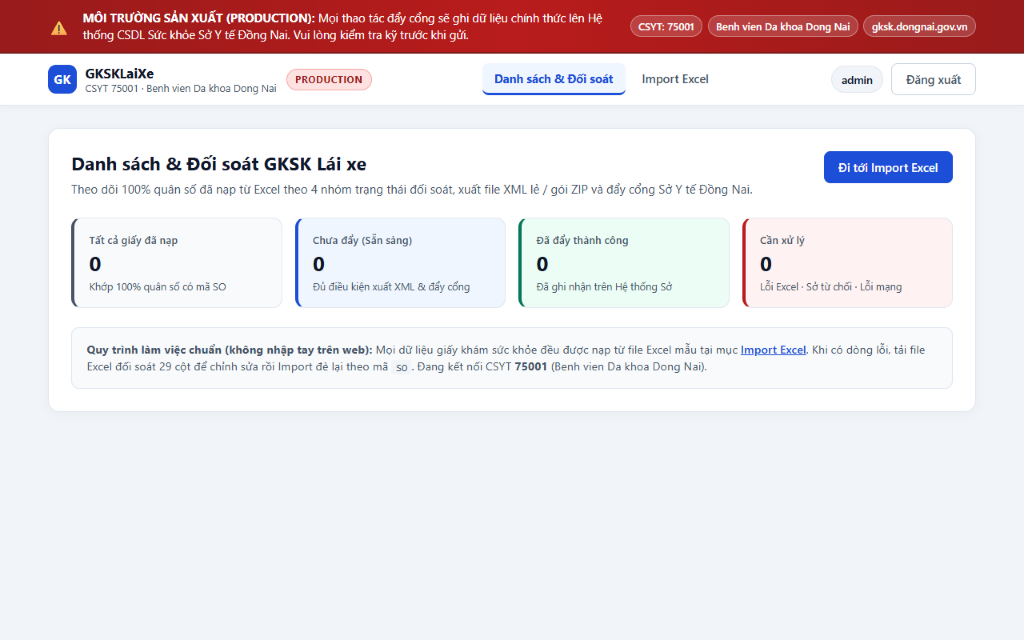 MÔI TRƯỜNG SẢN XUẤT (PRODUCTION): Mọi thao tác đẩy cổng sẽ ghi dữ liệu chính thức lên Hệ
thống CSDL Sức khỏe Sở Y tế Đồng Nai. Vui lòng kiểm tra kỹ trước khi gửi.
CSYT: 75001
Benh vien Da khoa Dong Nai
gksk.dongnai.gov.vn
GK
GKSKLaiXe
CSYT 75001 · Benh vien Da khoa Dong Nai
PRODUCTION
Danh sách & Đối soát
Import Excel
admin
Đăng xuất
Danh sách & Đối soát GKSK Lái xe
Theo dõi 100% quân số đã nạp từ Excel theo 4 nhóm trạng thái đối soát, xuất file XML lẻ / gói ZIP và đẩy cổng Sở Y tế Đồng Nai.
Đi tới Import Excel
Tất cả giấy đã nạp
0
Khớp 100% quân số có mã SO
Chưa đẩy (Sẵn sàng)
0
Đủ điều kiện xuất XML & đẩy cổng
Đã đẩy thành công
0
Đã ghi nhận trên Hệ thống Sở
Cần xử lý
0
Lỗi Excel · Sở từ chối · Lỗi mạng
Quy trình làm việc chuẩn (không nhập tay trên web): Mọi dữ liệu giấy khám sức khỏe đều được nạp từ file Excel mẫu tại mục Import Excel. Khi có dòng lỗi, tải file
Excel đối soát 29 cột để chỉnh sửa rồi Import đè lại theo mã SO . Đang kết nối CSYT 75001 (Benh vien Da khoa Dong Nai).